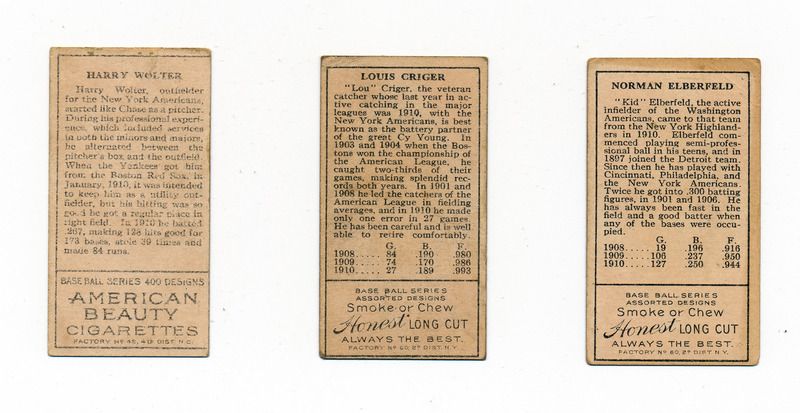 HARRY WOLTER
Harry Wolter, outfielder
for the New York Americans,
started like Chase as a pitcher.
During his professional experi-
ence, which included services
in both the minors and majors,
he alternated between the
pitcher's box and the outfield.
When the Yankees got him
from the Boston Red Sox, in
January, 1910, it was intended
to keep him as a utility out-
fielder, but his hitting was so
good he got a regular place in
right field. In 1910 he batted
.267, making 128 hits good for
173 bases, stole 39 times and
made 84 runs.
BASE BALL SERIES 400 DESIGNS
AMERICAN
BEAUTY
CIGARETTES
FACTORY No 45, 4th DIST. N.C.
LOUIS CRIGER
"Lou" Criger, the veteran
catcher whose last year in ac-
tive catching in the major
leagues was 1910, with the
New York Americans, is best
known as the battery partner
of the great Cy Young. In
1903 and 1904 when the Bos-
tons won the championship of
the American League, he
caught two-thirds of their
games, making splendid rec-
ords both years. In 1901 and
1908 he led the catchers of the
American League in fielding
averages, and in 1910 he made
only one error in 27 games.
He has been careful and is well
able to retire comfortably.
G. B. F.
1908..... 84 .190 .980
1909..... 74 .170 .986
1910..... 27 .189 .993
BASE BALL SERIES
ASSORTED DESIGNS
Smoke or Chew
Honest LONG CUT
ALWAYS THE BEST.
FACTORY No 60, 2d DIST. N.Y.
NORMAN ELBERFELD
"Kid" Elberfeld, the active
infielder of the Washington
Americans, came to that team
from the New York Highland-
ers in 1910. Elberfeld com-
menced playing semi-profes-
sional ball in his teens, and in
1897 joined the Detroit team.
Since then he has played with
Cincinnati, Philadelphia, and
the New York Americans.
Twice he got into .300 batting
figures, in 1901 and 1906. He
has always been fast in the
field and a good batter when
any of the bases were occu-
pied.
G. B. F.
1908..... 19 .196 .916
1909.....106 .237 .950
1910.....127 .250 .944
BASE BALL SERIES
ASSORTED DESIGNS
Smoke or Chew
Honest LONG CUT
ALWAYS THE BEST.
FACTORY No 60, 2d DIST. N.Y.